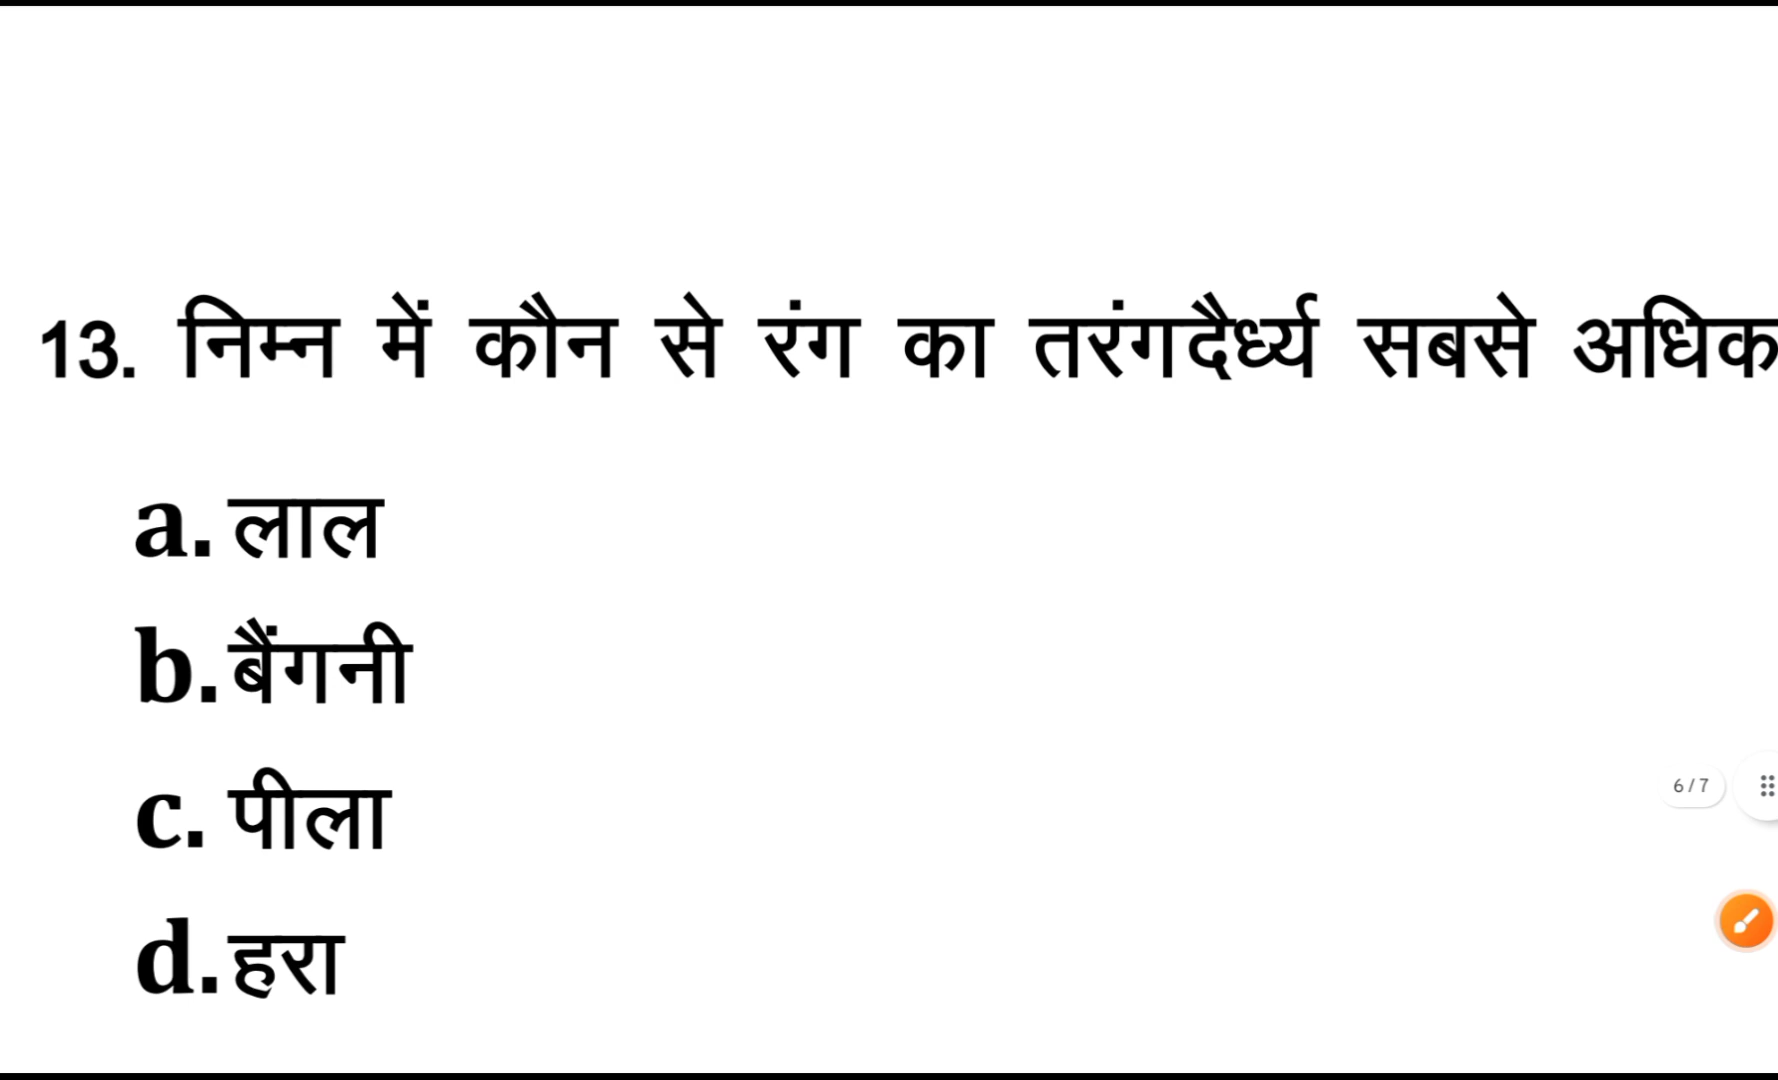 13. निम्न में कौन से रंग का तरंगदैर्ध्य सबसे अधिक
a. लाल
b. बैंगनी
c. पीला
6/7
d. हरा